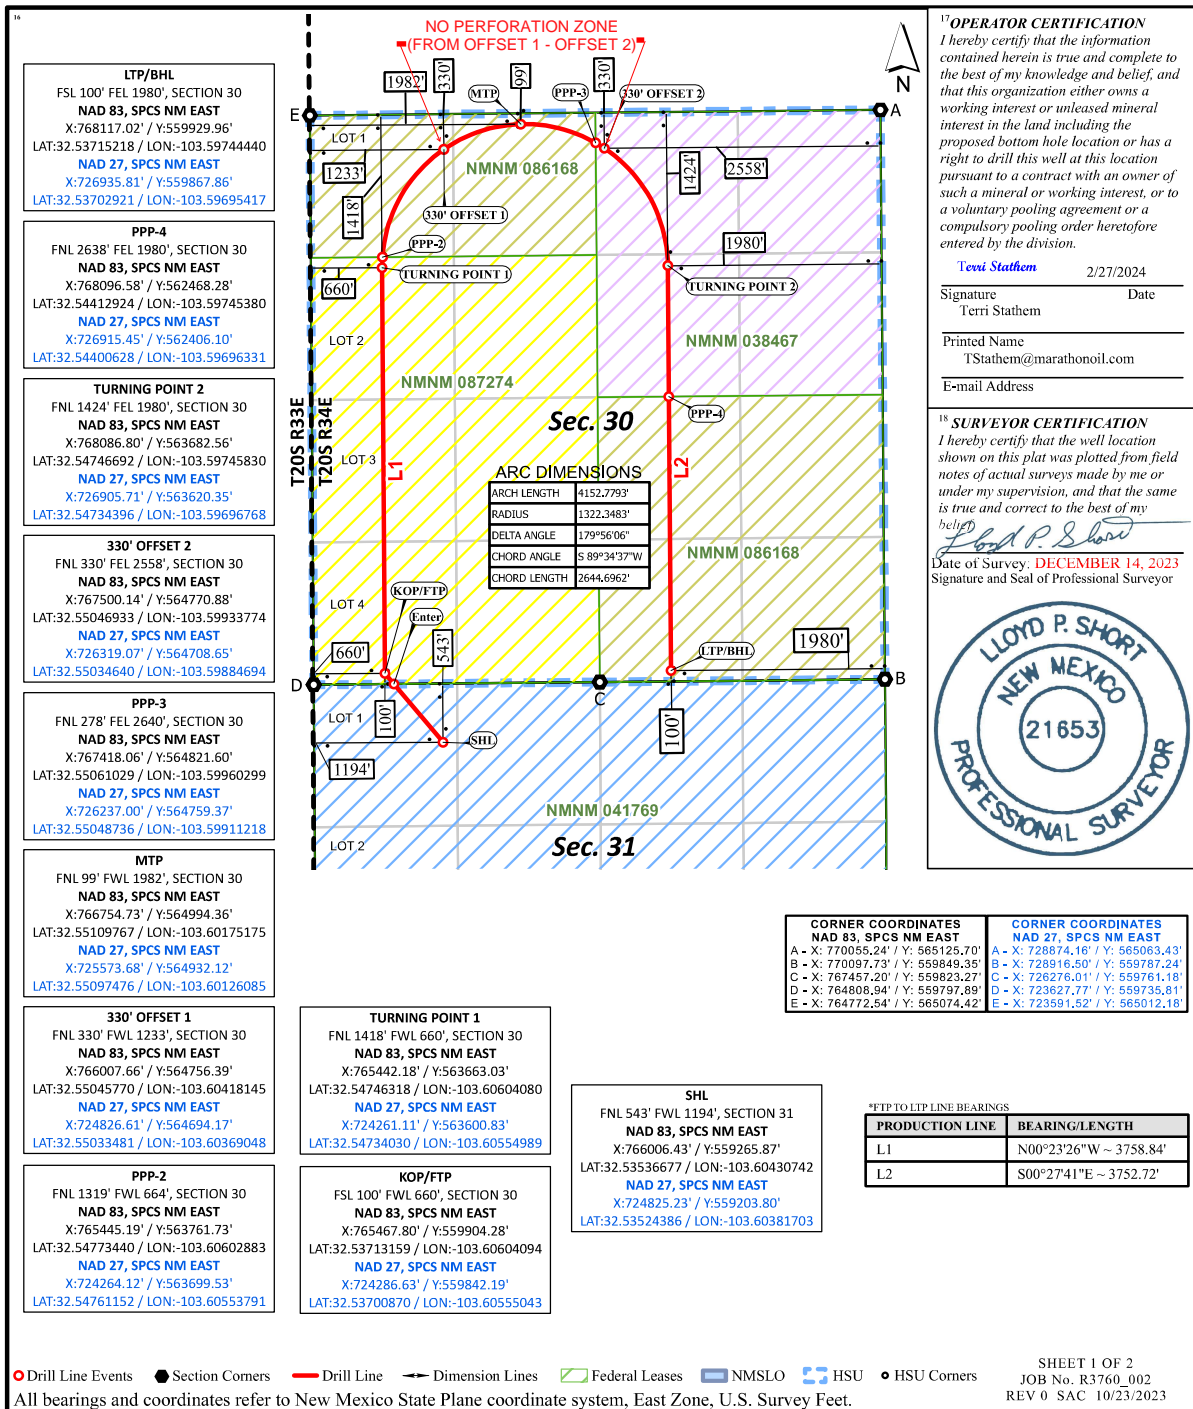 16
LTP/BHL
FSL 100' FEL 1980', SECTION 30
NAD 83, SPCS NM EAST
X:768117.02' / Y:559929.96'
LAT:32.53715218 / LON:-103.59744440
NAD 27, SPCS NM EAST
X:726935.81' / Y:559867.86'
LAT:32.53702921 / LON:-103.59695417
PPP-4
FNL 2638' FEL 1980', SECTION 30
NAD 83, SPCS NM EAST
X:768096.58' / Y:562468.28'
LAT:32.54412924 / LON:-103.59745380
NAD 27, SPCS NM EAST
X:726915.45' / Y:562406.10'
LAT:32.54400628 / LON:-103.59696331
TURNING POINT 2
FNL 1424' FEL 1980', SECTION 30
NAD 83, SPCS NM EAST
X:768086.80' / Y:563682.56'
LAT:32.54746692 / LON:-103.59745830
NAD 27, SPCS NM EAST
X:726905.71' / Y:563620.35'
LAT:32.54734396 / LON:-103.59696768
330' OFFSET 2
FNL 330' FEL 2558', SECTION 30
NAD 83, SPCS NM EAST
X:767500.14' / Y:564770.88'
LAT:32.55046933 / LON:-103.59933774
NAD 27, SPCS NM EAST
X:726319.07' / Y:564708.65'
LAT:32.55034640 / LON:-103.59884694
PPP-3
FNL 278' FEL 2640', SECTION 30
NAD 83, SPCS NM EAST
X:767418.06' / Y:564821.60'
LAT:32.55061029 / LON:-103.59960299
NAD 27, SPCS NM EAST
X:726237.00' / Y:564759.37'
LAT:32.55048736 / LON:-103.59911218
MTP
FNL 99' FWL 1982', SECTION 30
NAD 83, SPCS NM EAST
X:766754.73' / Y:564994.36'
LAT:32.55109767 / LON:-103.60175175
NAD 27, SPCS NM EAST
X:725573.68' / Y:564932.12'
LAT:32.55097476 / LON:-103.60126085
330' OFFSET 1
FNL 330' FWL 1233', SECTION 30
NAD 83, SPCS NM EAST
X:766007.66' / Y:564756.39'
LAT:32.55045770 / LON:-103.60418145
NAD 27, SPCS NM EAST
X:724826.61' / Y:564694.17'
LAT:32.55033481 / LON:-103.60369048
PPP-2
FNL 1319' FWL 664', SECTION 30
NAD 83, SPCS NM EAST
X:765445.19' / Y:563761.73'
LAT:32.54773440 / LON:-103.60602883
NAD 27, SPCS NM EAST
X:724264.12' / Y:563699.53'
LAT:32.54761152 / LON:-103.60553791
TURNING POINT 1
FNL 1418' FWL 660', SECTION 30
NAD 83, SPCS NM EAST
X:765442.18' / Y:563663.03'
LAT:32.54746318 / LON:-103.60604080
NAD 27, SPCS NM EAST
X:724261.11' / Y:563600.83'
LAT:32.54734030 / LON:-103.60554989
KOP/FTP
FSL 100' FWL 660', SECTION 30
NAD 83, SPCS NM EAST
X:765467.80' / Y:559904.28'
LAT:32.53713159 / LON:-103.60604094
NAD 27, SPCS NM EAST
X:724286.63' / Y:559842.19'
LAT:32.53700870 / LON:-103.60555043
SHL
FNL 543' FWL 1194', SECTION 31
NAD 83, SPCS NM EAST
X:766006.43' / Y:559265.87'
LAT:32.53536677 / LON:-103.60430742
NAD 27, SPCS NM EAST
X:724825.23' / Y:559203.80'
LAT:32.53524386 / LON:-103.60381703
NO PERFORATION ZONE
(FROM OFFSET 1 - OFFSET 2)
N
1982'
330'
MTP
99'
PPP-3
330'
330' OFFSET 2
E
A
LOT 1
NMNM 086168
1233'
1424'
2558'
1418'
330' OFFSET 1
PPP-2
1980'
TURNING POINT 1
660'
TURNING POINT 2
LOT 2
NMNM 038467
NMNM 087274
PPP-4
Sec. 30
T20S R33E
T20S R34E
LOT 3
L1
L2
ARC DIMENSIONS
ARCH LENGTH 4152.7793'
RADIUS 1322.3483'
DELTA ANGLE 179°56'06"
CHORD ANGLE S 89°34'37"W
CHORD LENGTH 2644.6962'
NMNM 086168
LOT 4
KOP/FTP
Enter
543'
660'
1980'
LTP/BHL
D
C
B
LOT 1
100'
100'
SHL
1194'
NMNM 041769
LOT 2
Sec. 31
17 OPERATOR CERTIFICATION
I hereby certify that the information
contained herein is true and complete to
the best of my knowledge and belief, and
that this organization either owns a
working interest or unleased mineral
interest in the land including the
proposed bottom hole location or has a
right to drill this well at this location
pursuant to a contract with an owner of
such a mineral or working interest, or to
a voluntary pooling agreement or a
compulsory pooling order heretofore
entered by the division.
Terri Stathem 2/27/2024
Signature Date
Terri Stathem
Printed Name
TStathem@marathonoil.com
E-mail Address
18 SURVEYOR CERTIFICATION
I hereby certify that the well location
shown on this plat was plotted from field
notes of actual surveys made by me or
under my supervision, and that the same
is true and correct to the best of my
belief.
Lloyd P. Short
Date of Survey: DECEMBER 14, 2023
Signature and Seal of Professional Surveyor
LLOYD P. SHORT
NEW MEXICO
21653
PROFESSIONAL SURVEYOR
CORNER COORDINATES
NAD 83, SPCS NM EAST
A - X: 770055.24' / Y: 565125.70'
B - X: 770097.73' / Y: 559849.35'
C - X: 767457.20' / Y: 559823.27'
D - X: 764808.94' / Y: 559797.89'
E - X: 764772.54' / Y: 565074.42'
CORNER COORDINATES
NAD 27, SPCS NM EAST
A - X: 728874.16' / Y: 565063.43'
B - X: 728916.50' / Y: 559787.24'
C - X: 726276.01' / Y: 559761.18'
D - X: 723627.77' / Y: 559735.81'
E - X: 723591.52' / Y: 565012.18'
*FTP TO LTP LINE BEARINGS
PRODUCTION LINE BEARING/LENGTH
L1 N00°23'26"W ~ 3758.84'
L2 S00°27'41"E ~ 3752.72'
Drill Line Events Section Corners Drill Line Dimension Lines Federal Leases NMSLO HSU HSU Corners
All bearings and coordinates refer to New Mexico State Plane coordinate system, East Zone, U.S. Survey Feet.
SHEET 1 OF 2
JOB No. R3760_002
REV 0 SAC 10/23/2023